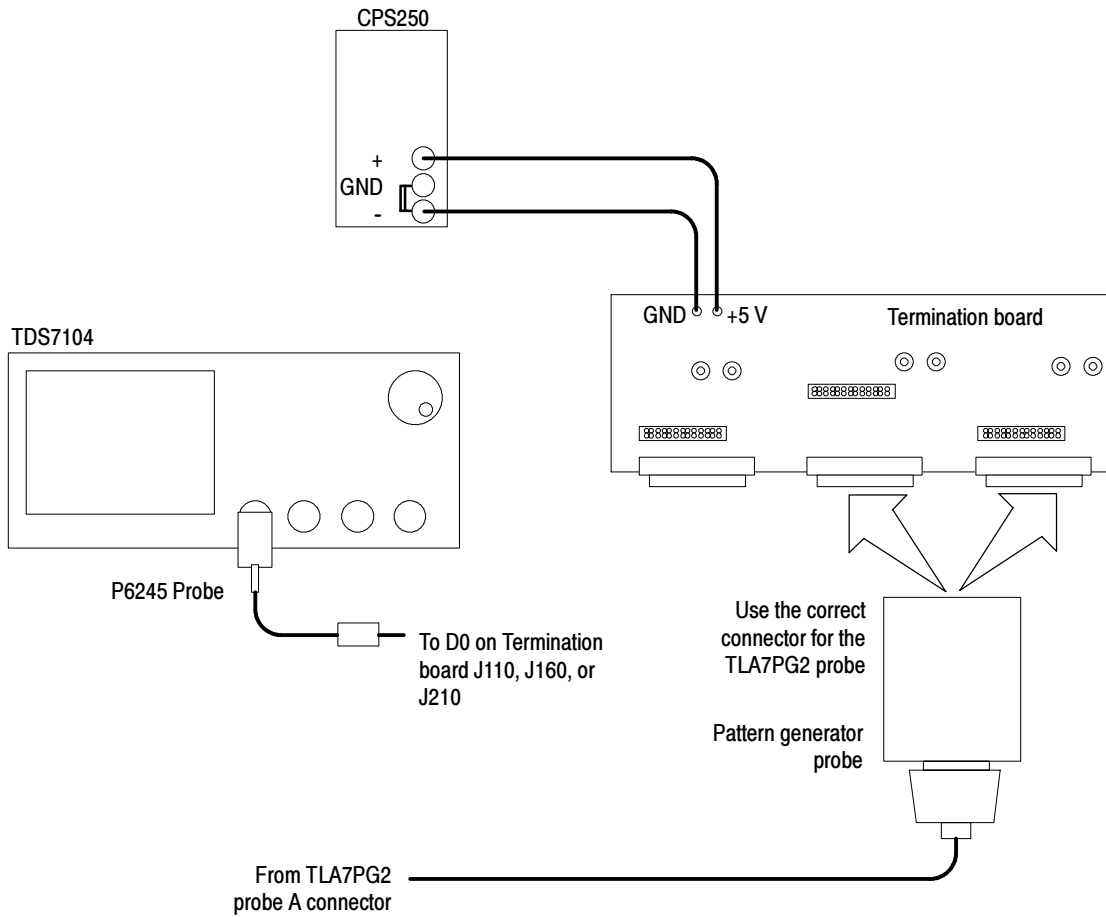 CPS250
+
GND
-
GND
+5 V
Termination board
TDS7104
P6245 Probe
To D0 on Termination
board J110, J160, or
J210
Use the correct
connector for the
TLA7PG2 probe
Pattern generator
probe
From TLA7PG2
probe A connector